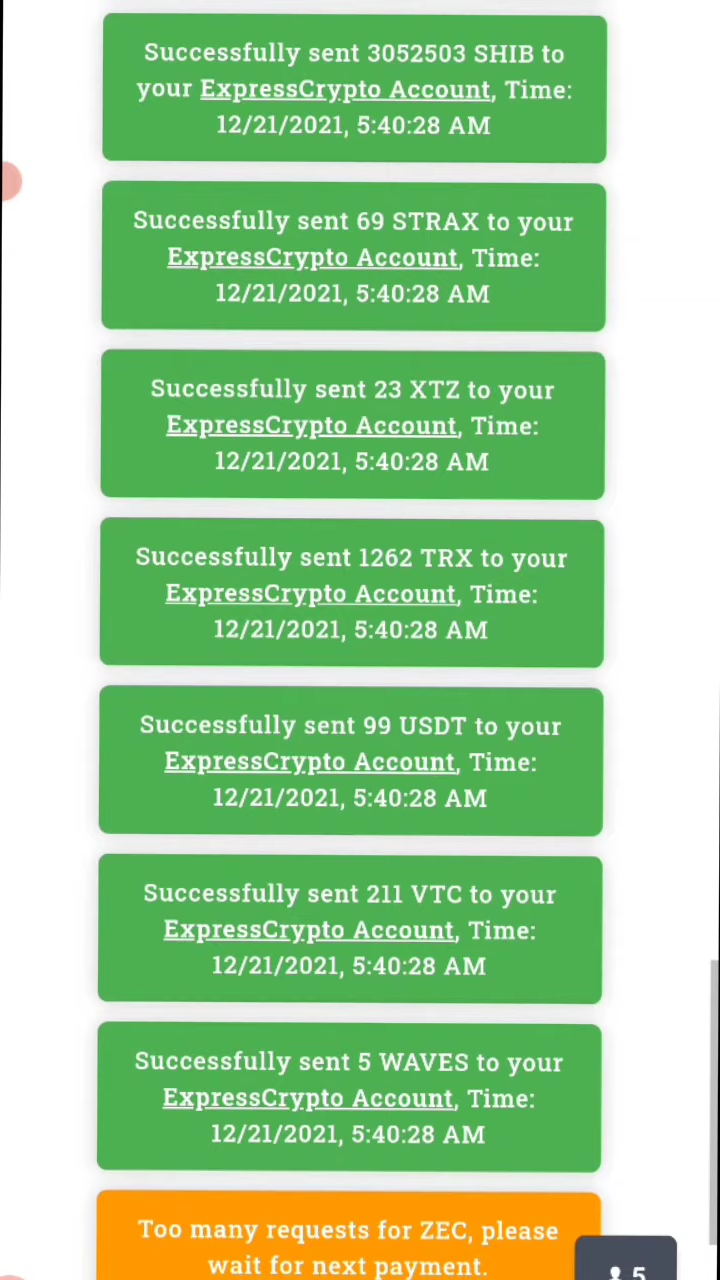 Successfully sent 3052503 SHIB to
your ExpressCrypto Account, Time:
12/21/2021, 5:40:28 AM
Successfully sent 69 STRAX to your
ExpressCrypto Account, Time:
12/21/2021, 5:40:28 AM
Successfully sent 23 XTZ to your
ExpressCrypto Account, Time:
12/21/2021, 5:40:28 AM
Successfully sent 1262 TRX to your
ExpressCrypto Account, Time:
12/21/2021, 5:40:28 AM
Successfully sent 99 USDT to your
ExpressCrypto Account, Time:
12/21/2021, 5:40:28 AM
Successfully sent 211 VTC to your
ExpressCrypto Account, Time:
12/21/2021, 5:40:28 AM
Successfully sent 5 WAVES to your
ExpressCrypto Account, Time:
12/21/2021, 5:40:28 AM
Too many requests for ZEC, please
wait for next payment.
5